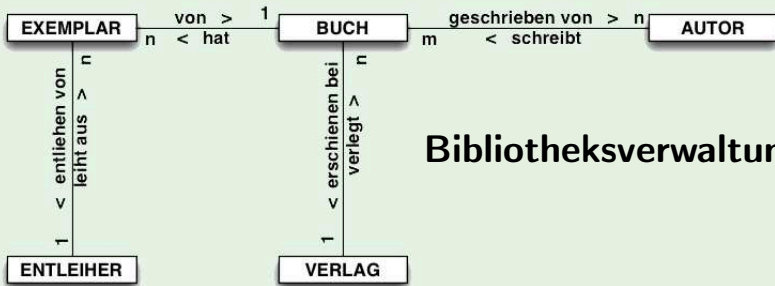 von > 1
EXEMPLAR BUCH AUTOR
n < hat
geschrieben von > n
m < schreibt
n
< entliehen von
leiht aus >
1
n
< erschienen bei
verlegt >
1
Bibliotheksverwaltun
ENTLEIHER VERLAG